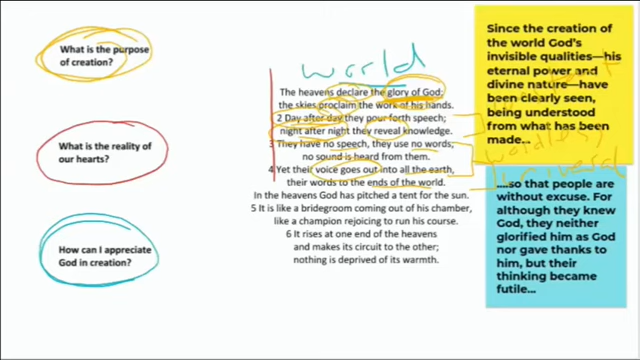 What is the purpose
of creation?
What is the reality of
our hearts?
How can I appreciate
God in creation?
world
The heavens declare the glory of God;
the skies proclaim the work of his hands.
2 Day after day they pour forth speech;
night after night they reveal knowledge.
3 They have no speech, they use no words;
no sound is heard from them.
4 Yet their voice goes out into all the earth,
their words to the ends of the world.
In the heavens God has pitched a tent for the sun.
5 It is like a bridegroom coming out of his chamber,
like a champion rejoicing to run his course.
6 It rises at one end of the heavens
and makes its circuit to the other;
nothing is deprived of its warmth.
Since the creation of
the world God's
invisible qualities—his
eternal power and
divine nature—have
been clearly seen,
being understood
from what has been
made...
wordless,
universal
....so that people are
without excuse. For
although they knew
God, they neither
glorified him as God
nor gave thanks to
him, but their
thinking became
futile...